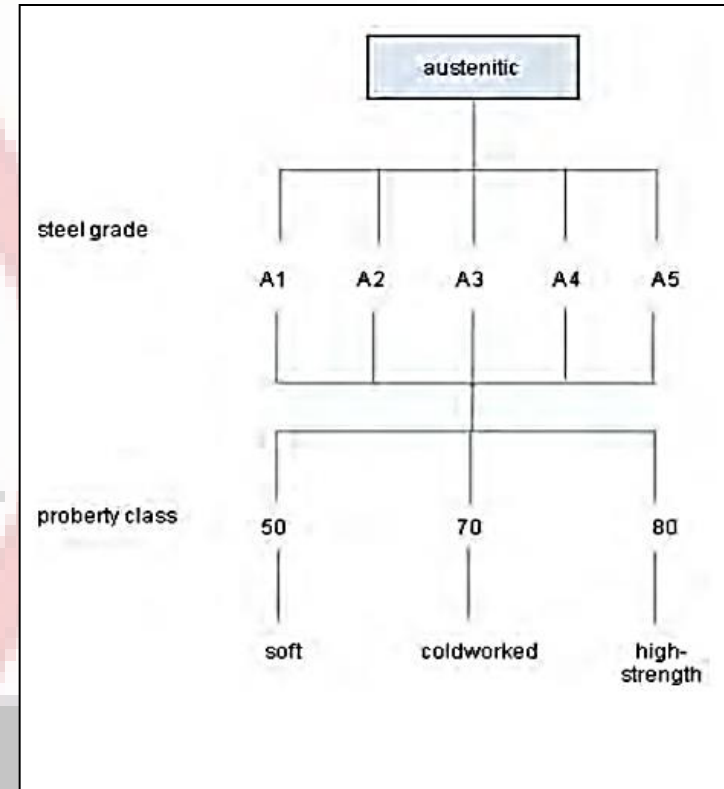 austenitic
steel grade
A1 A2 A3 A4 A5
proberty class
50 70 80
soft coldworked high-
strength